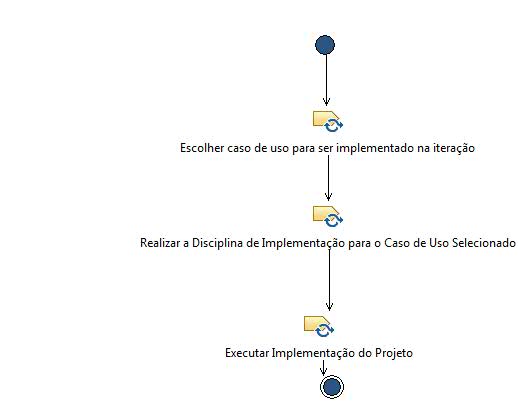 Escolher caso de uso para ser implementado na iteração
Realizar a Disciplina de Implementação para o Caso de Uso Selecionado
Executar Implementação do Projeto